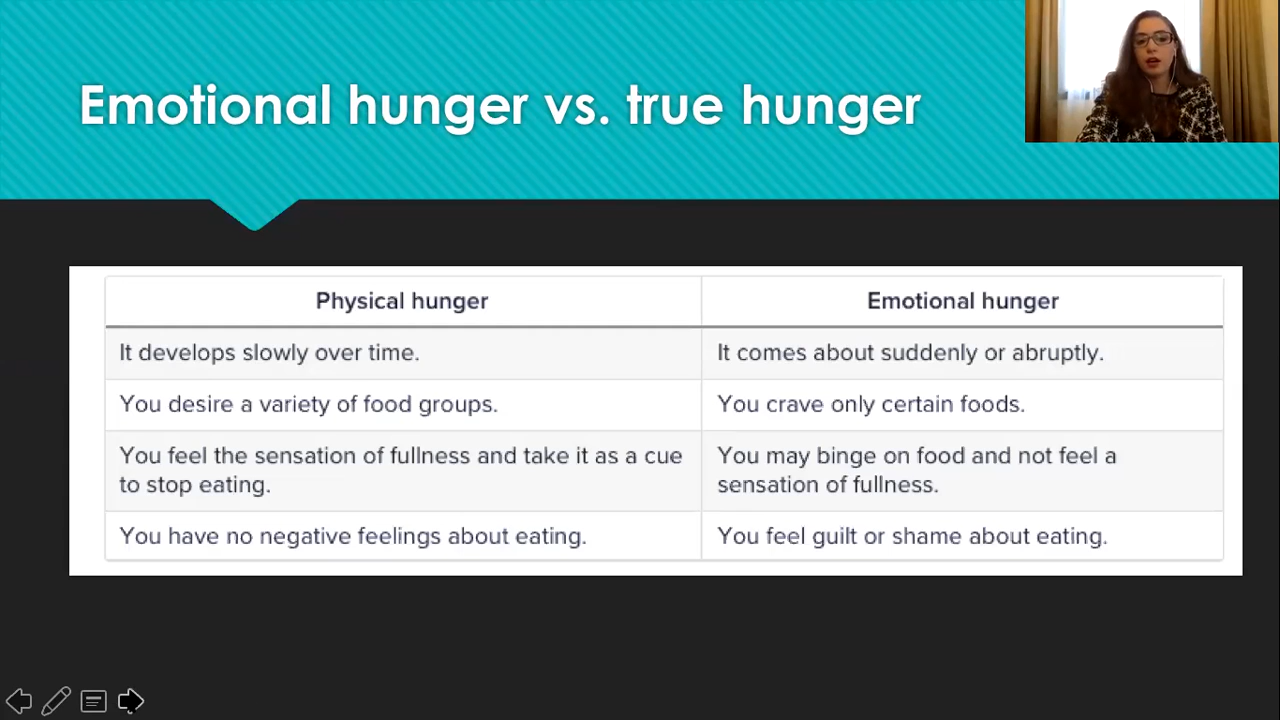 Emotional hunger vs. true hunger
Physical hunger
Emotional hunger
It develops slowly over time.
It comes about suddenly or abruptly.
You desire a variety of food groups.
You crave only certain foods.
You feel the sensation of fullness and take it as a cue
to stop eating.
You may binge on food and not feel a
sensation of fullness.
You have no negative feelings about eating.
You feel guilt or shame about eating.